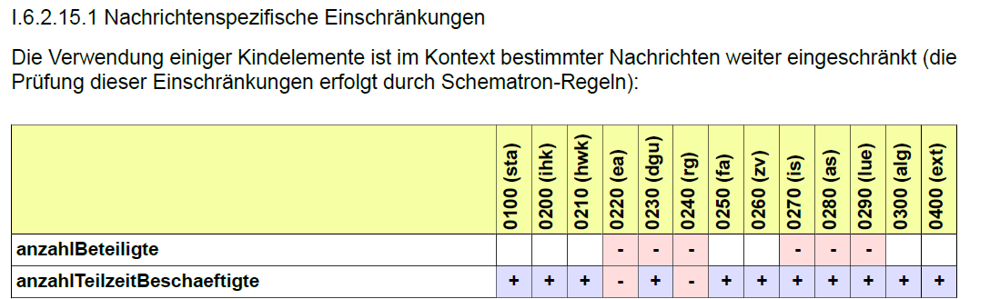 I.6.2.15.1 Nachrichtenspezifische Einschränkungen
Die Verwendung einiger Kindelemente ist im Kontext bestimmter Nachrichten weiter eingeschränkt (die
Prüfung dieser Einschränkungen erfolgt durch Schematron-Regeln):
0100 (sta) 0200 (ihk) 0210 (hwk) 0220 (ea) 0230 (dgu) 0240 (rg) 0250 (fa) 0260 (zv) 0270 (is) 0280 (as) 0290 (lue) 0300 (alg) 0400 (ext)
anzahlBeteiligte - - - - - -
anzahlTeilzeitBeschaeftigte + + + - + - + + + + + + +